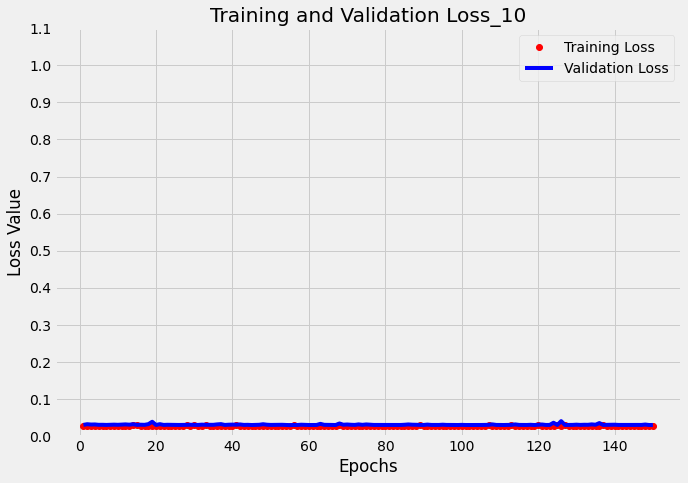 Training and Validation Loss_10
1.1
1.0
0.9
0.8
0.7
0.6
0.5
0.4
0.3
0.2
0.1
0.0
Loss Value
Training Loss
Validation Loss
0 20 40 60 80 100 120 140
Epochs